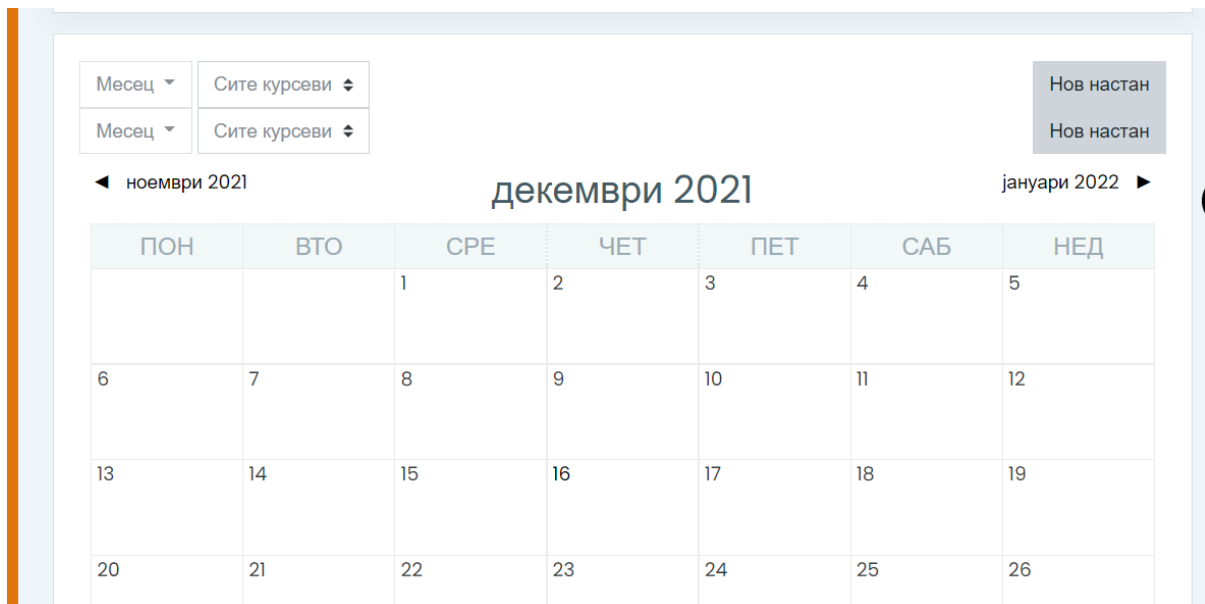 Месец Сите курсеви Нов настан
Месец Сите курсеви Нов настан
◄ ноември 2021 декември 2021 јануари 2022 ►
ПОН ВТО СРЕ ЧЕТ ПЕТ САБ НЕД
1 2 3 4 5
6 7 8 9 10 11 12
13 14 15 16 17 18 19
20 21 22 23 24 25 26